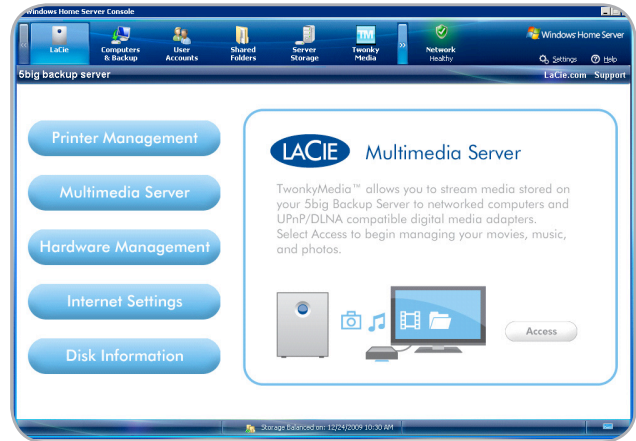 Windows Home Server Console
LaCie
Computers & Backup
User Accounts
Shared Folders
Server Storage
TM
Twonky Media
Network
Healthy
Windows Home Server
Settings
Help
5big backup server
LaCie.com Support
Printer Management
Multimedia Server
Hardware Management
Internet Settings
Disk Information
LACIE Multimedia Server
TwonkyMedia™ allows you to stream media stored on
your 5big Backup Server to networked computers and
UPnP/DLNA compatible digital media adapters.
Select Access to begin managing your movies, music,
and photos.
Access
Storage Balanced on: 12/24/2009 10:30 AM